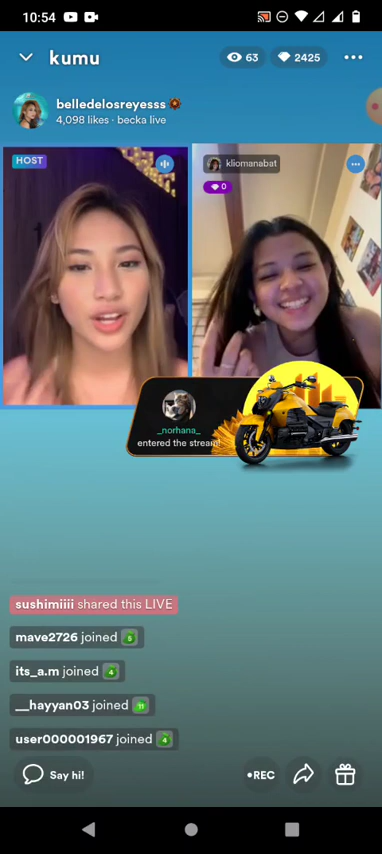 10:54
kumu
63
2425
belledelosreyesss
4,098 likes · becka live
HOST
kliomanabat
0
_norhana_
entered the stream!
sushimiiii shared this LIVE
mave2726 joined 5
its_a.m joined 4
__hayyan03 joined 11
user000001967 joined 4
Say hi!
•REC